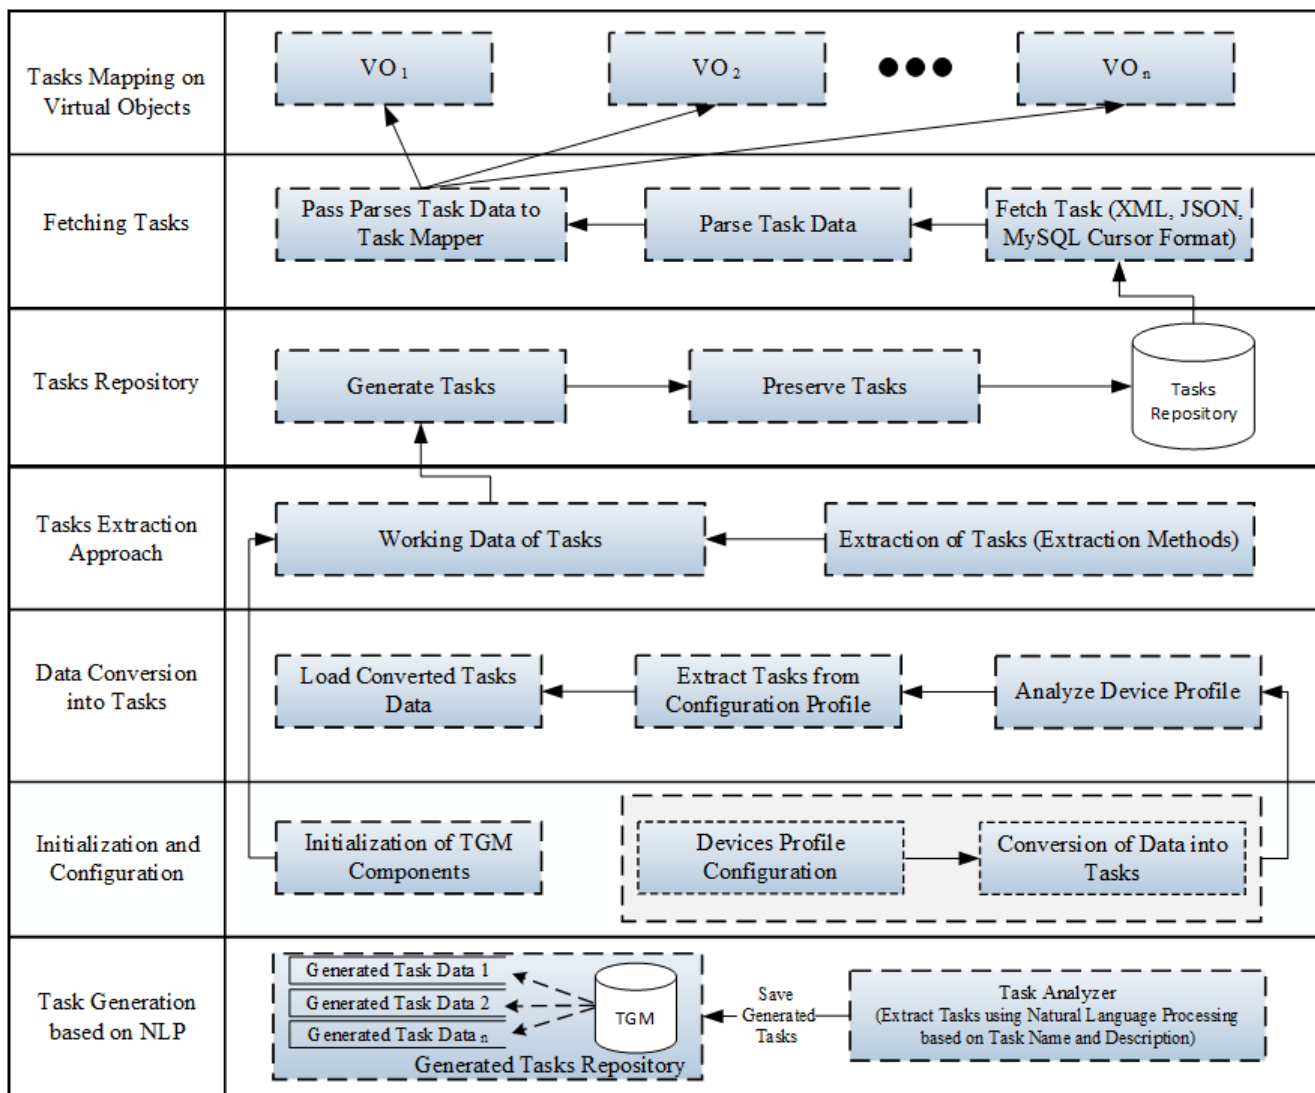 Tasks Mapping on
Virtual Objects
VO 1
VO 2
VO n
Fetching Tasks
Pass Parses Task Data to
Task Mapper
Parse Task Data
Fetch Task (XML, JSON,
MySQL Cursor Format)
Tasks Repository
Generate Tasks
Preserve Tasks
Tasks
Repository
Tasks Extraction
Approach
Working Data of Tasks
Extraction of Tasks (Extraction Methods)
Data Conversion
into Tasks
Load Converted Tasks
Data
Extract Tasks from
Configuration Profile
Analyze Device Profile
Initialization and
Configuration
Initialization of TGM
Components
Devices Profile
Configuration
Conversion of Data into
Tasks
Task Generation
based on NLP
Generated Task Data 1
Generated Task Data 2
Generated Task Data n
TGM
Generated Tasks Repository
Save
Generated
Tasks
Task Analyzer
(Extract Tasks using Natural Language Processing
based on Task Name and Description)